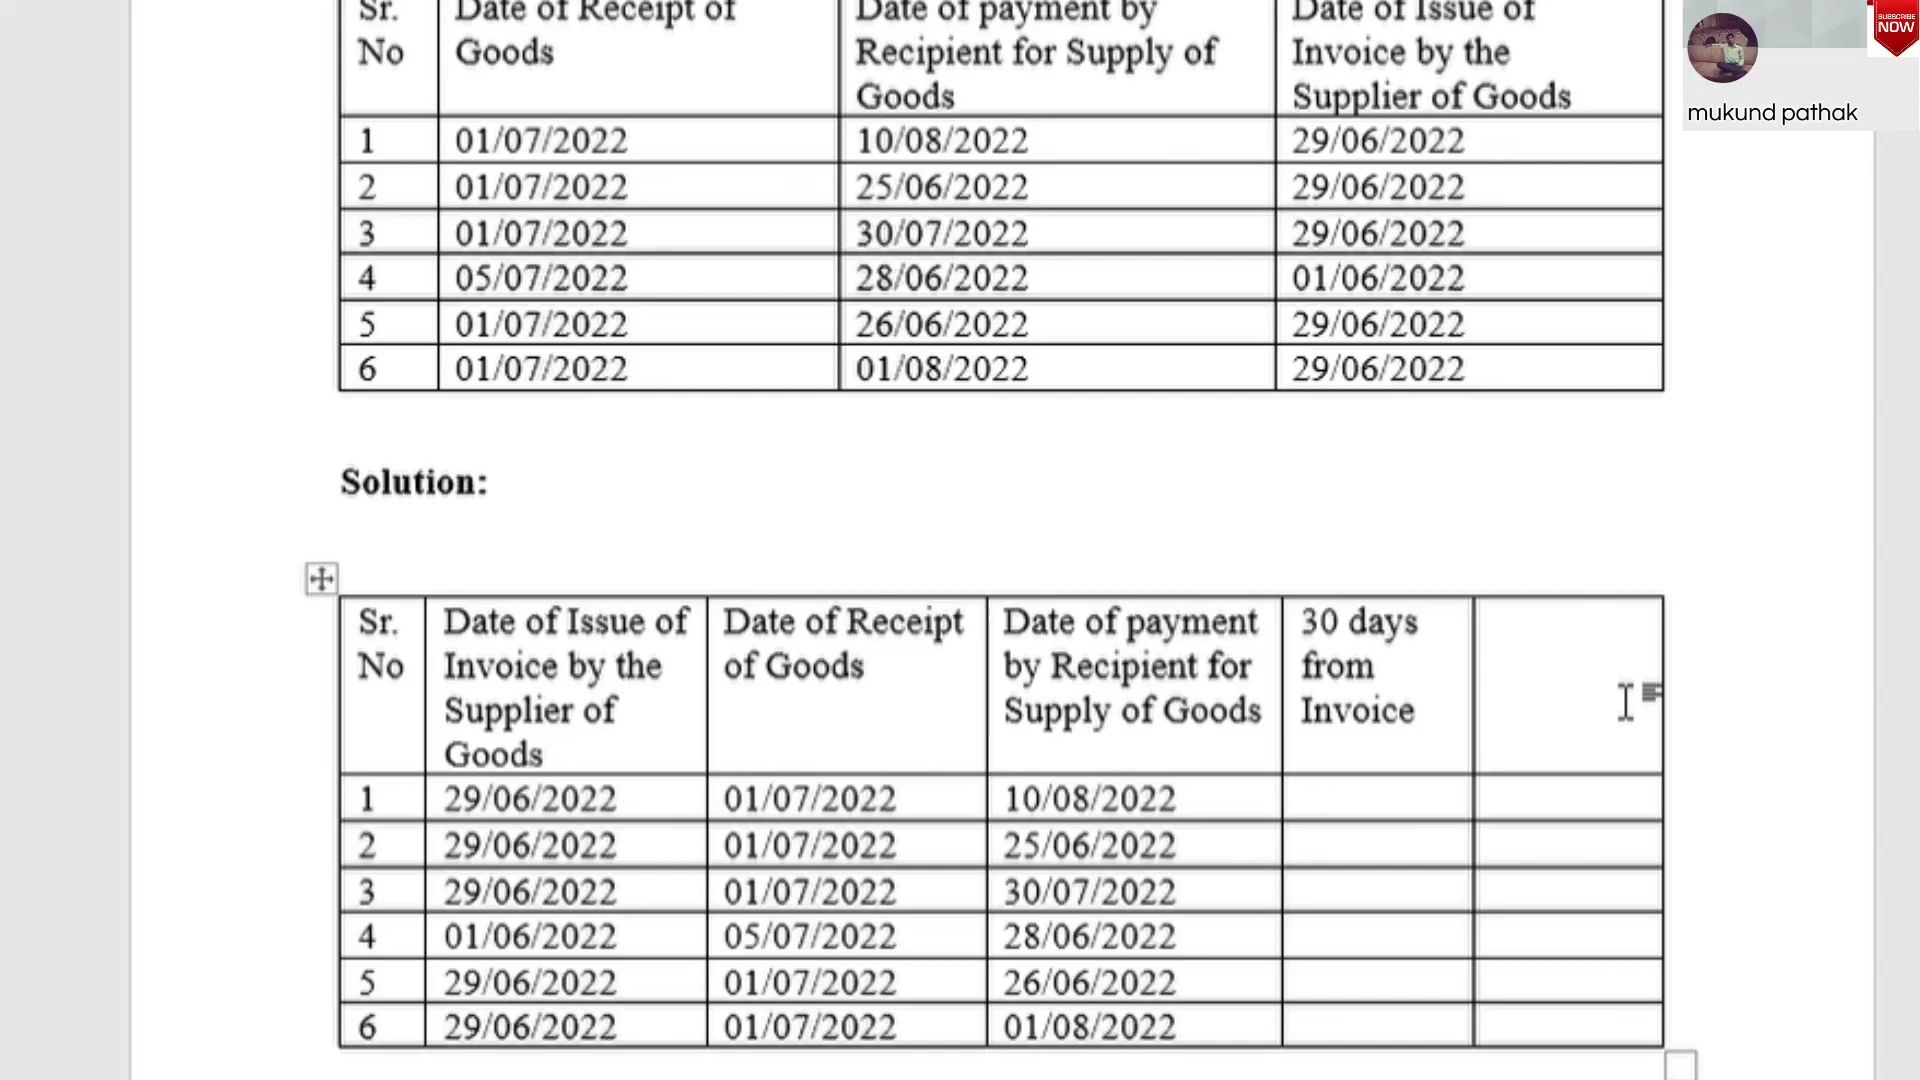 Sr. Date of Receipt of Date of payment by Date of Issue of
No Goods Recipient for Supply of Invoice by the
Goods Supplier of Goods
1 01/07/2022 10/08/2022 29/06/2022
2 01/07/2022 25/06/2022 29/06/2022
3 01/07/2022 30/07/2022 29/06/2022
4 05/07/2022 28/06/2022 01/06/2022
5 01/07/2022 26/06/2022 29/06/2022
6 01/07/2022 01/08/2022 29/06/2022
SUBSCRIBE
NOW
mukund pathak
Solution:
Sr. Date of Issue of Date of Receipt Date of payment 30 days
No Invoice by the of Goods by Recipient for from
Supplier of Supply of Goods Invoice
Goods
1 29/06/2022 01/07/2022 10/08/2022
2 29/06/2022 01/07/2022 25/06/2022
3 29/06/2022 01/07/2022 30/07/2022
4 01/06/2022 05/07/2022 28/06/2022
5 29/06/2022 01/07/2022 26/06/2022
6 29/06/2022 01/07/2022 01/08/2022